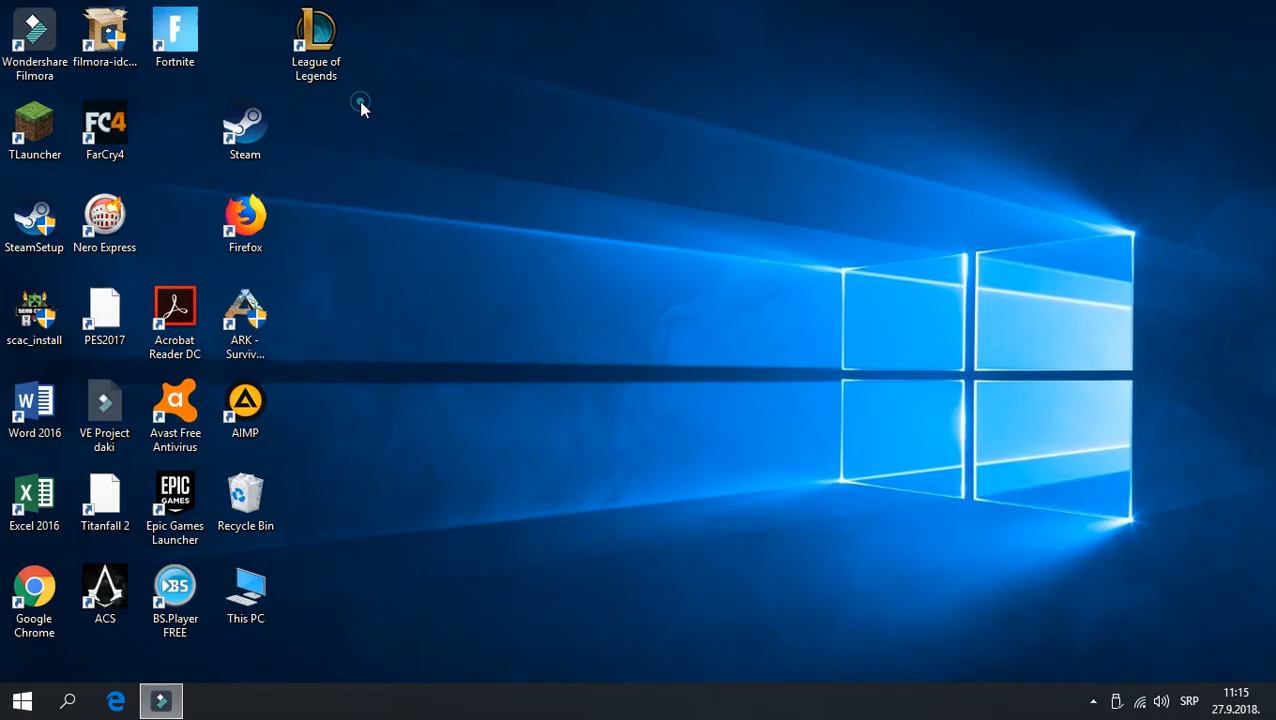 Wondershare
Filmora
filmora-idc...
Fortnite
League of
Legends
TLauncher
FC4
FarCry4
Steam
SteamSetup
Nero Express
Firefox
scac_install
PES2017
Acrobat
Reader DC
ARK -
Surviv...
Word 2016
VE Project
daki
Avast Free
Antivirus
AIMP
Excel 2016
Titanfall 2
EPIC
GAMES
Epic Games
Launcher
Recycle Bin
Google
Chrome
ACS
BS
BS.Player
FREE
This PC
SRP
11:15
27.9.2018.